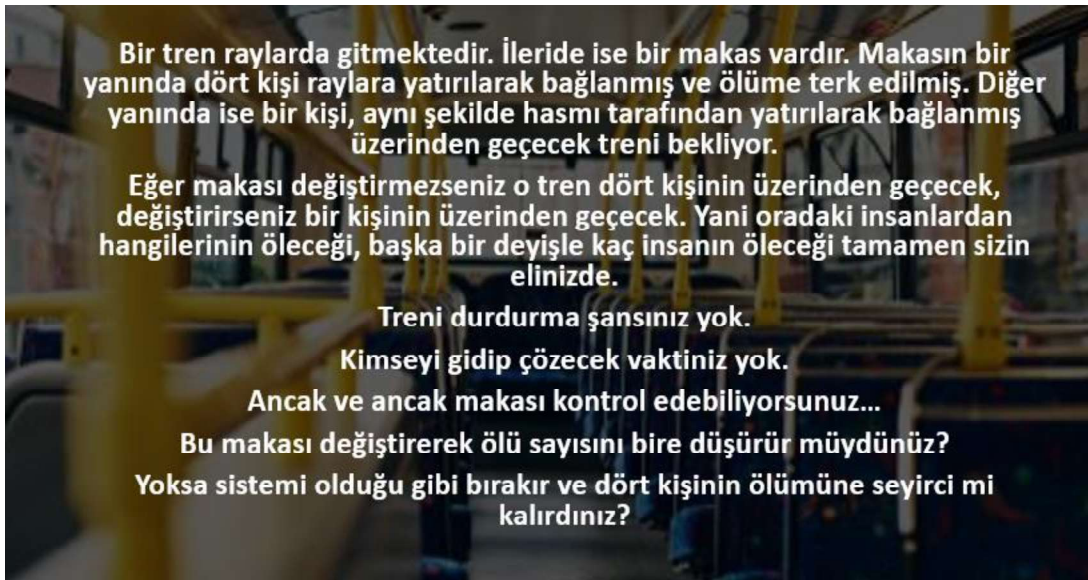 Bir tren raylarda gitmektedir. İleride ise bir makas vardır. Makasın bir
yanında dört kişi raylara yatırılarak bağlanmış ve ölüme terk edilmiş. Diğer
yanında ise bir kişi, aynı şekilde hasmı tarafından yatırılarak bağlanmış
üzerinden geçecek treni bekliyor.
Eğer makası değiştirmezseniz o tren dört kişinin üzerinden geçecek,
değiştirirseniz bir kişinin üzerinden geçecek. Yani oradaki insanlardan
hangilerinin öleceği, başka bir deyişle kaç insanın öleceği tamamen sizin
elinizde.
Treni durdurma şansınız yok.
Kimseyi gidip çözecek vaktiniz yok.
Ancak ve ancak makası kontrol edebiliyorsunuz...
Bu makası değiştirerek ölü sayısını bire düşürür müydünüz?
Yoksa sistemi olduğu gibi bırakır ve dört kişinin ölümüne seyirci mi
kalırdınız?